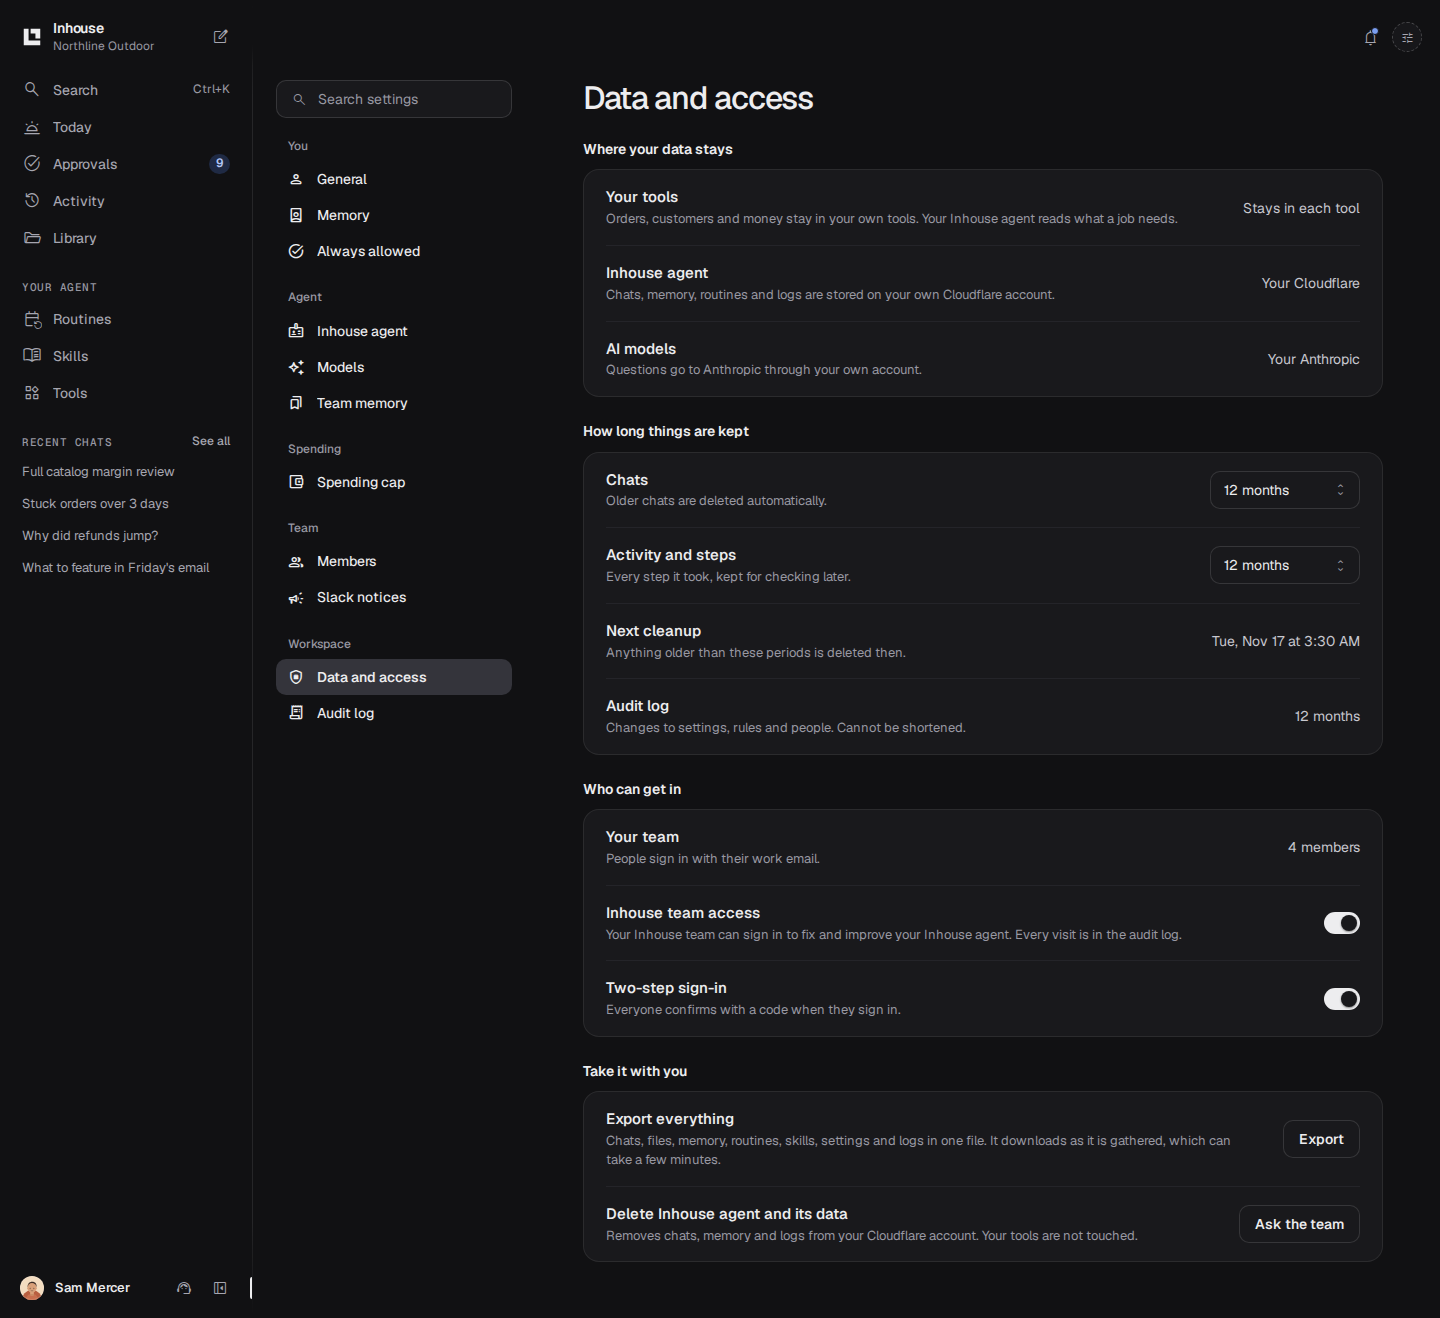 Inhouse
Northline Outdoor
Search
Ctrl+K
Today
Approvals
9
Activity
Library
YOUR AGENT
Routines
Skills
Tools
RECENT CHATS
See all
Full catalog margin review
Stuck orders over 3 days
Why did refunds jump?
What to feature in Friday's email
Sam Mercer
Search settings
You
General
Memory
Always allowed
Agent
Inhouse agent
Models
Team memory
Spending
Spending cap
Team
Members
Slack notices
Workspace
Data and access
Audit log
Data and access
Where your data stays
Your tools
Orders, customers and money stay in your own tools. Your Inhouse agent reads what a job needs.
Stays in each tool
Inhouse agent
Chats, memory, routines and logs are stored on your own Cloudflare account.
Your Cloudflare
AI models
Questions go to Anthropic through your own account.
Your Anthropic
How long things are kept
Chats
Older chats are deleted automatically.
12 months
Activity and steps
Every step it took, kept for checking later.
12 months
Next cleanup
Anything older than these periods is deleted then.
Tue, Nov 17 at 3:30 AM
Audit log
Changes to settings, rules and people. Cannot be shortened.
12 months
Who can get in
Your team
People sign in with their work email.
4 members
Inhouse team access
Your Inhouse team can sign in to fix and improve your Inhouse agent. Every visit is in the audit log.
Two-step sign-in
Everyone confirms with a code when they sign in.
Take it with you
Export everything
Chats, files, memory, routines, skills, settings and logs in one file. It downloads as it is gathered, which can
take a few minutes.
Export
Delete Inhouse agent and its data
Removes chats, memory and logs from your Cloudflare account. Your tools are not touched.
Ask the team